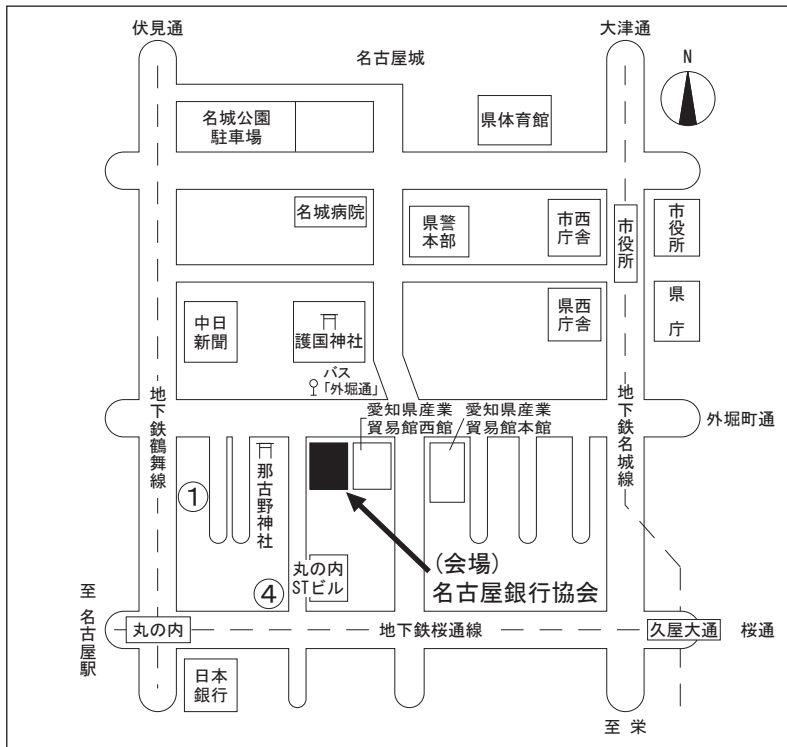 伏見通
大津通
名古屋城
N
名城公園
駐車場
県体育館
名城病院
県警
本部
市西
庁舎
市役所
市役所
中日
新聞
護国神社
県西
庁舎
県庁
バス
「外堀通」
地下鉄鶴舞線
愛知県産業
貿易館西館
愛知県産業
貿易館本館
地下鉄名城線
外堀町通
①
那古野神社
④
丸の内
STビル
(会場)
名古屋銀行協会
至 名古屋駅
丸の内
地下鉄桜通線
久屋大通
桜通
日本
銀行
至 栄